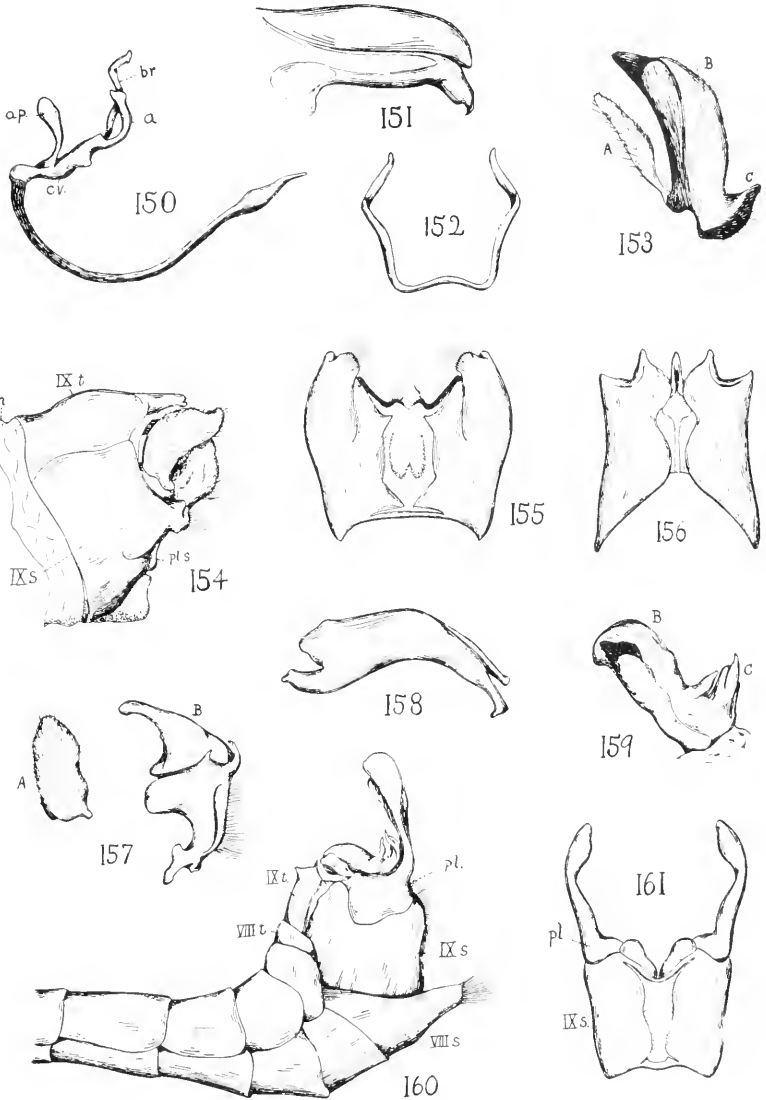 br
ap.
a
cv.
150
151
152
B
A
C
153
IX t
IX s
pl s
154
155
156
158
B
C
159
A
B
157
IX t.
VIII t.
pl.
IX s
VIII s
160
161
pl
IX s.